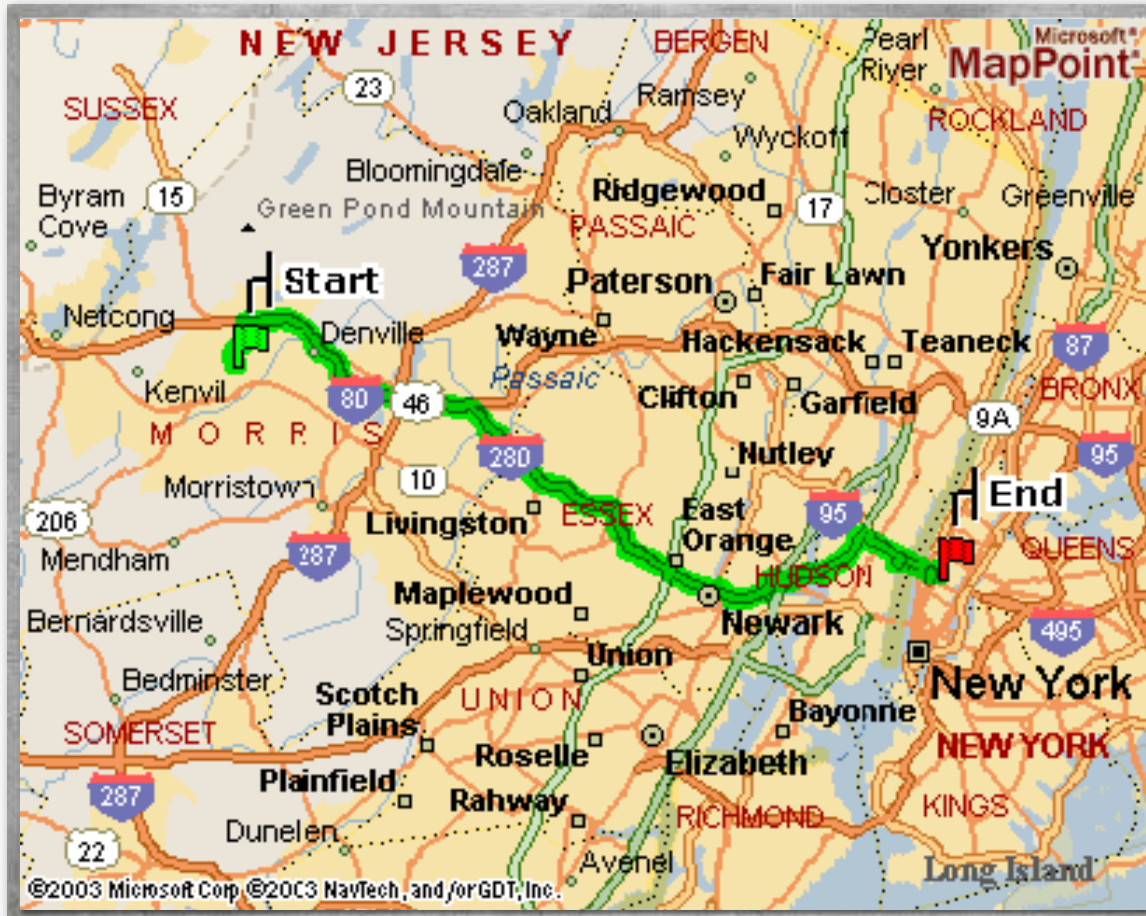 NEW JERSEY
BERGEN
Pearl
River
Microsoft®
MapPoint®
SUSSEX
23
Oakland
Ramsey
ROCKLAND
Wyckoff
Bloomingdale
Byram
Cove
15
Green Pond Mountain
Ridgewood
17
Closter
Greenville
PASSAIC
Yonkers
287
Start
Paterson
Fair Lawn
Netcong
Denville
Wayne
Hackensack
Teaneck
87
Passaic
Kenvil
80
46
Clifton
Garfield
BRONX
9A
MORRIS
280
Nutley
95
10
Morristown
Livingston
ESSEX
East
Orange
95
End
206
Mendham
287
QUEENS
HUDSON
Maplewood
Bernardsville
Springfield
Newark
495
Union
New York
Bedminster
Scotch
Plains
UNION
Bayonne
SOMERSET
Roselle
Elizabeth
NEW YORK
287
Plainfield
Rahway
RICHMOND
KINGS
22
Dunelen
Avenel
Long Island
©2003 Microsoft Corp ©2003 NavTech, and/or GDT, Inc.